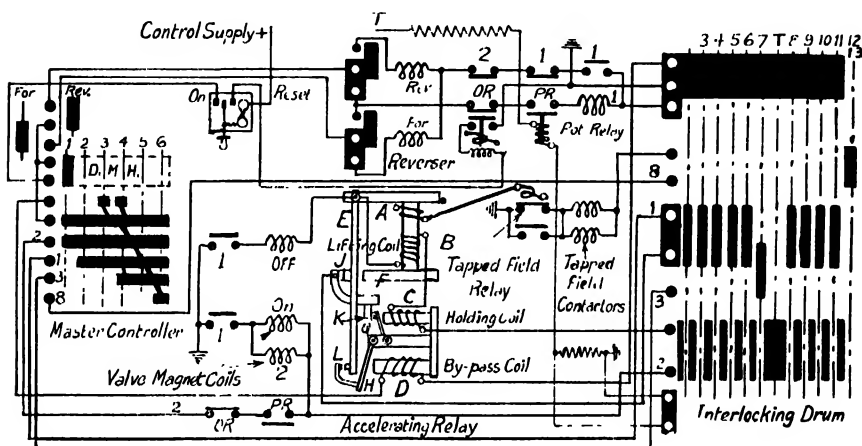 T
Control Supply +
For
Rev.
On
Reset
1 2 3 4 5 6
D. M H.
2
1
3
8
Master Controller
Rev
For
Reverser
2 1 1
OR PR
1
Pot Relay
3 4 5 6 7 T 8 9 10 11 12 13
8
1
3
2
E
A
B
Lifting Coil
J
F
C
K
G
L
H
D
Tapped Field
Relay
Tapped
Field
Contactors
Holding Coil
By-pass Coil
1
Off
1
On
2
Valve Magnet Coils
2
OR
PR
Accelerating Relay
Interlocking Drum